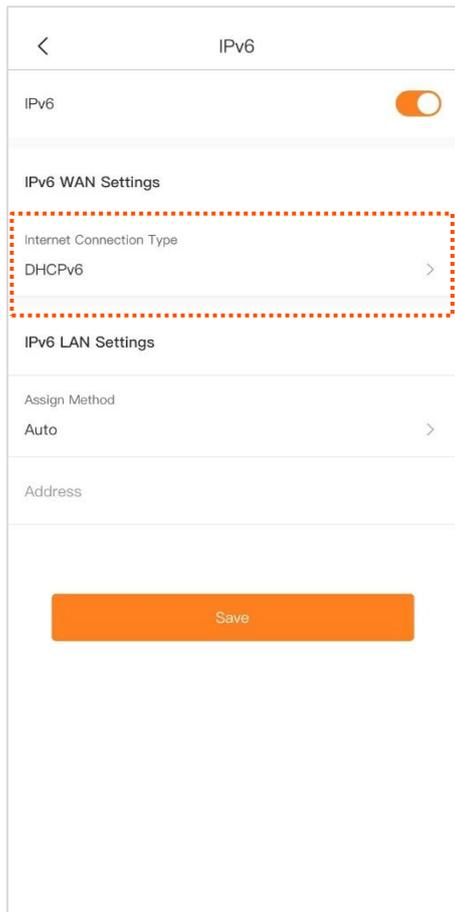 IPv6
IPv6
IPv6 WAN Settings
Internet Connection Type
DHCPv6
IPv6 LAN Settings
Assign Method
Auto
Address
Save